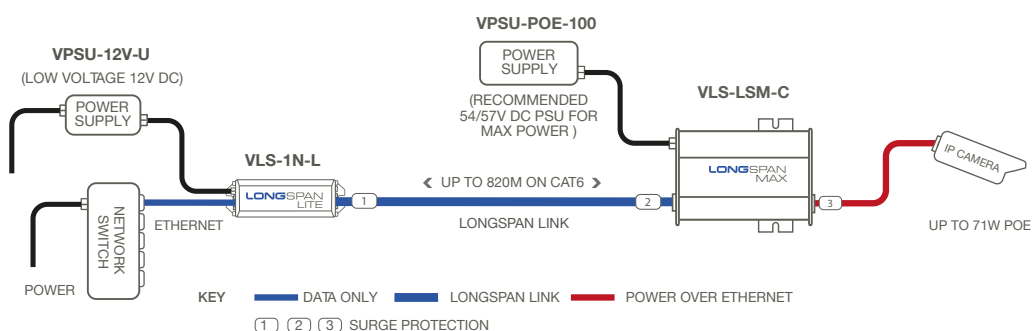 VPSU-POE-100
VPSU-12V-U
(LOW VOLTAGE 12V DC)
POWER
SUPPLY
POWER
SUPPLY
(RECOMMENDED
54/57V DC PSU FOR
MAX POWER )
VLS-LSM-C
VLS-1N-L
LONGSPAN
LITE
LONGSPAN
MAX
IP CAMERA
< UP TO 820M ON CAT6 >
1
2
3
NETWORK
SWITCH
ETHERNET
LONGSPAN LINK
UP TO 71W POE
POWER
KEY
DATA ONLY
LONGSPAN LINK
POWER OVER ETHERNET
1 2 3 SURGE PROTECTION